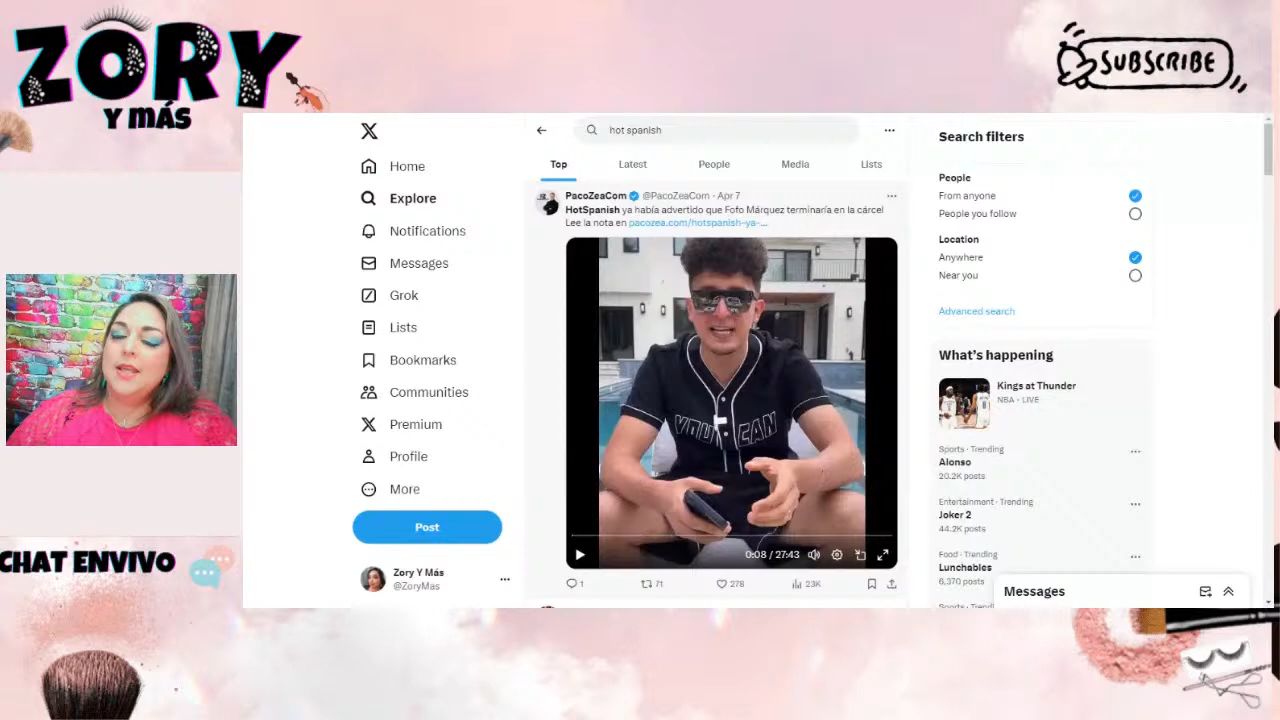 ZORY
Y MÁS
SUBSCRIBE
X
Home
Explore
Notifications
Messages
Grok
Lists
Bookmarks
Communities
Premium
Profile
More
Post
Zory Y Más
@ZoryMas
hot spanish
Top Latest People Media Lists
PacoZeaCom @PacoZeaCom · Apr 7
HotSpanish ya había advertido que Fofo Márquez terminaría en la cárcel
Lee la nota en pacozea.com/hotspanish-ya-...
YOU CAN
0:08 / 27:43
1 71 278 23K
Search filters
People
From anyone
People you follow
Location
Anywhere
Near you
Advanced search
What's happening
Kings at Thunder
NBA · LIVE
Sports · Trending
Alonso
20.2K posts
Entertainment · Trending
Joker 2
44.2K posts
Food · Trending
Lunchables
6,370 posts
Messages
CHAT ENVIVO